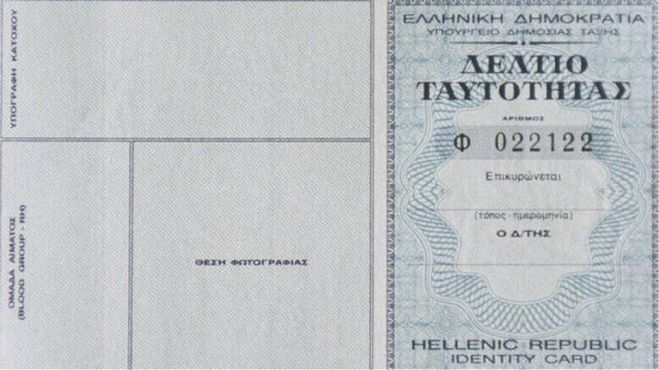 ΥΠΟΓΡΑΦΗ ΚΑΤΟΧΟΥ
ΟΜΑΔΑ ΑΙΜΑΤΟΣ
(BLOOD GROUP - RH)
ΘΕΣΗ ΦΩΤΟΓΡΑΦΙΑΣ
ΕΛΛΗΝΙΚΗ ΔΗΜΟΚΡΑΤΙΑ
ΥΠΟΥΡΓΕΙΟ ΔΗΜΟΣΙΑΣ ΤΑΞΗΣ
ΔΕΛΤΙΟ
ΤΑΥΤΟΤΗΤΑΣ
ΑΡΙΘΜΟΣ
Φ 022122
Επικυρώνεται
(τόπος - ημερομηνία)
Ο Δ/ΤΗΣ
HELLENIC REPUBLIC
IDENTITY CARD